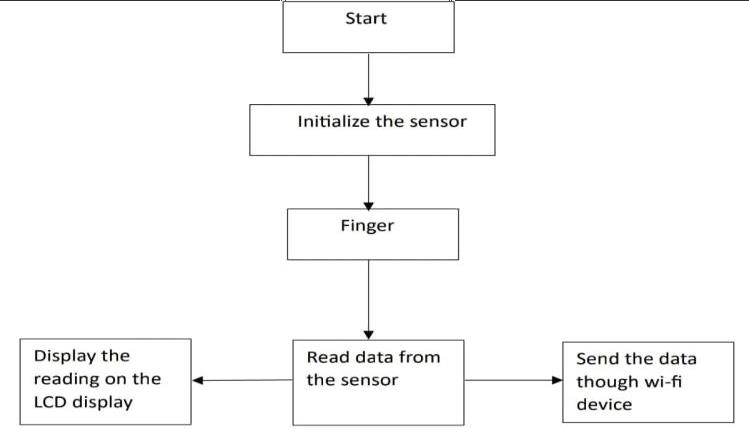 Start
Initialize the sensor
Finger
Display the
reading on the
LCD display
Read data from
the sensor
Send the data
though wi-fi
device